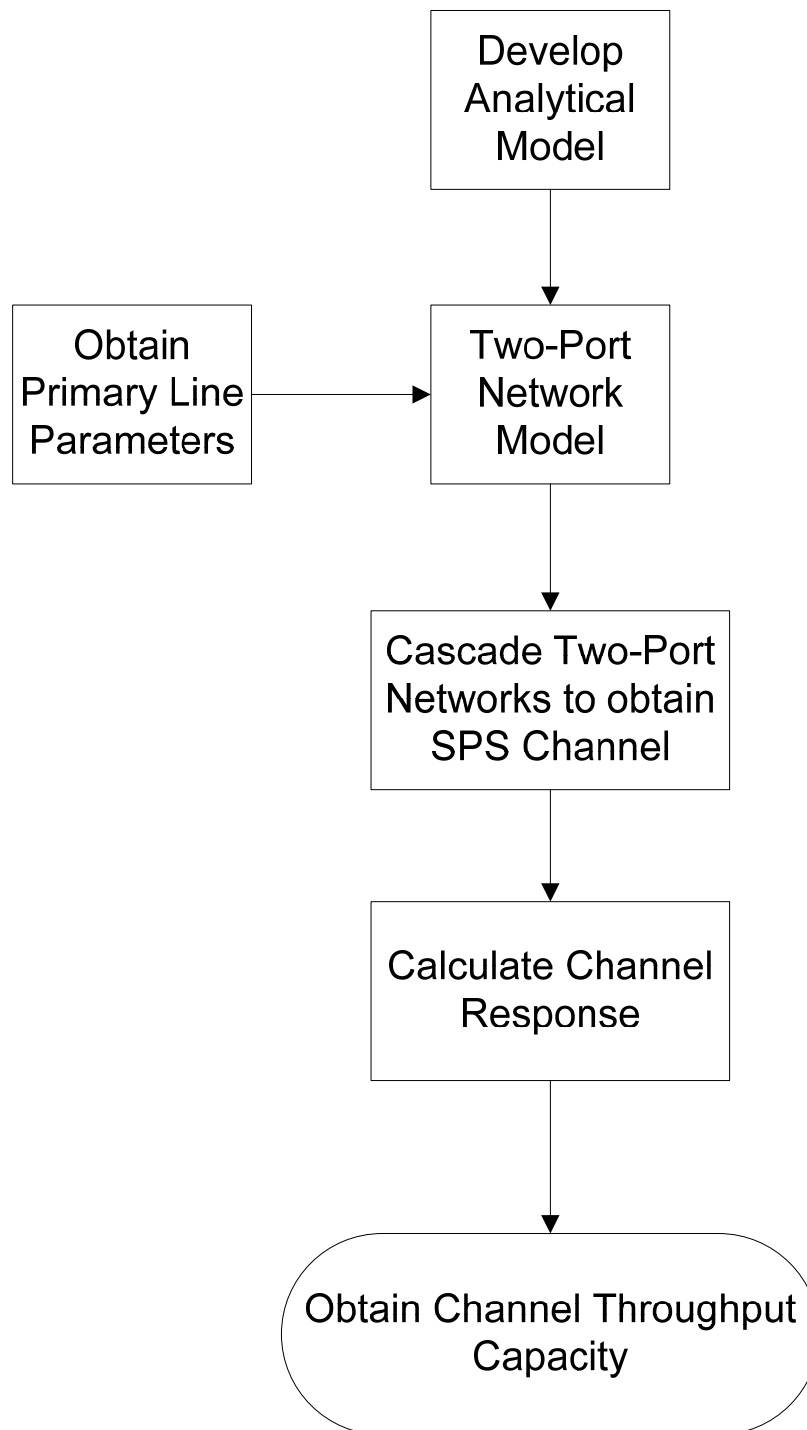 Develop
Analytical
Model
Obtain
Primary Line
Parameters
Two-Port
Network
Model
Cascade Two-Port
Networks to obtain
SPS Channel
Calculate Channel
Response
Obtain Channel Throughput
Capacity